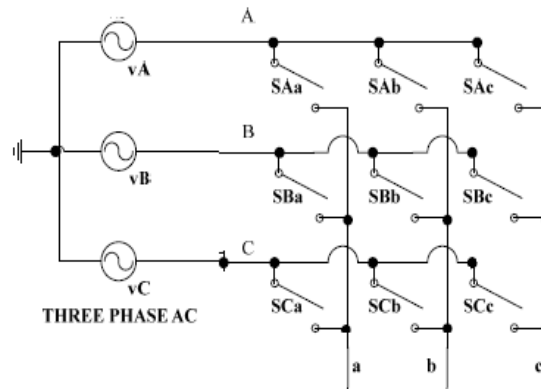 A
vA
SAa SAb SAc
B
vB
SBa SBb SBc
C
vC
SCa SCb SCc
THREE PHASE AC
a b c